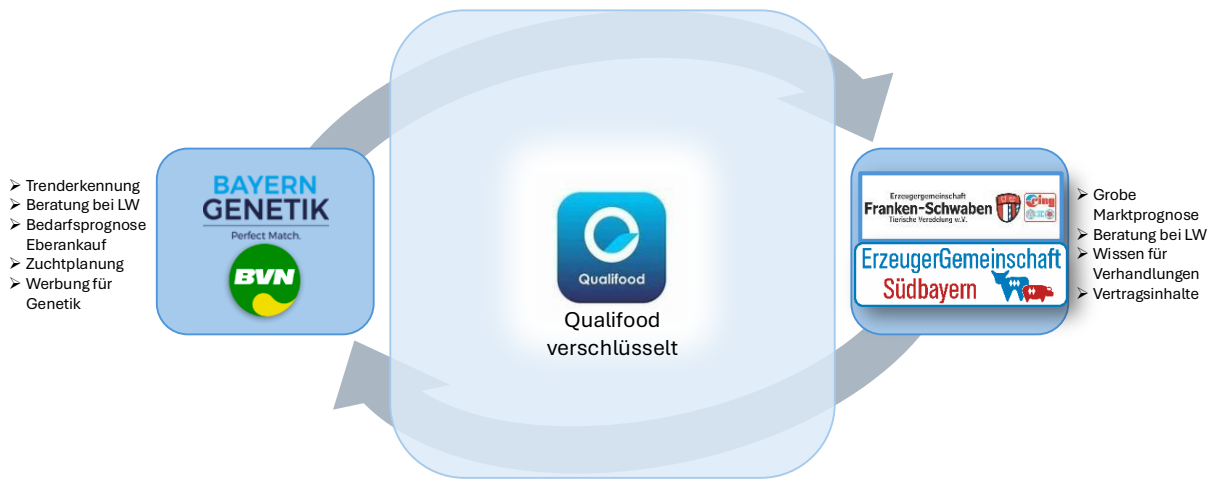 ➢ Trenderkennung
➢ Beratung bei LW
➢ Bedarfsprognose
Eberankauf
➢ Zuchtplanung
➢ Werbung für
Genetik
BAYERN
GENETIK
Perfect Match.
BVN
Qualifood
Qualifood
verschlüsselt
Erzeugergemeinschaft
Franken-Schwaben
Tierische Veredelung w.V.
ErzeugerGemeinschaft
Südbayern
➢ Grobe
Marktprognose
➢ Beratung bei LW
➢ Wissen für
Verhandlungen
➢ Vertragsinhalte